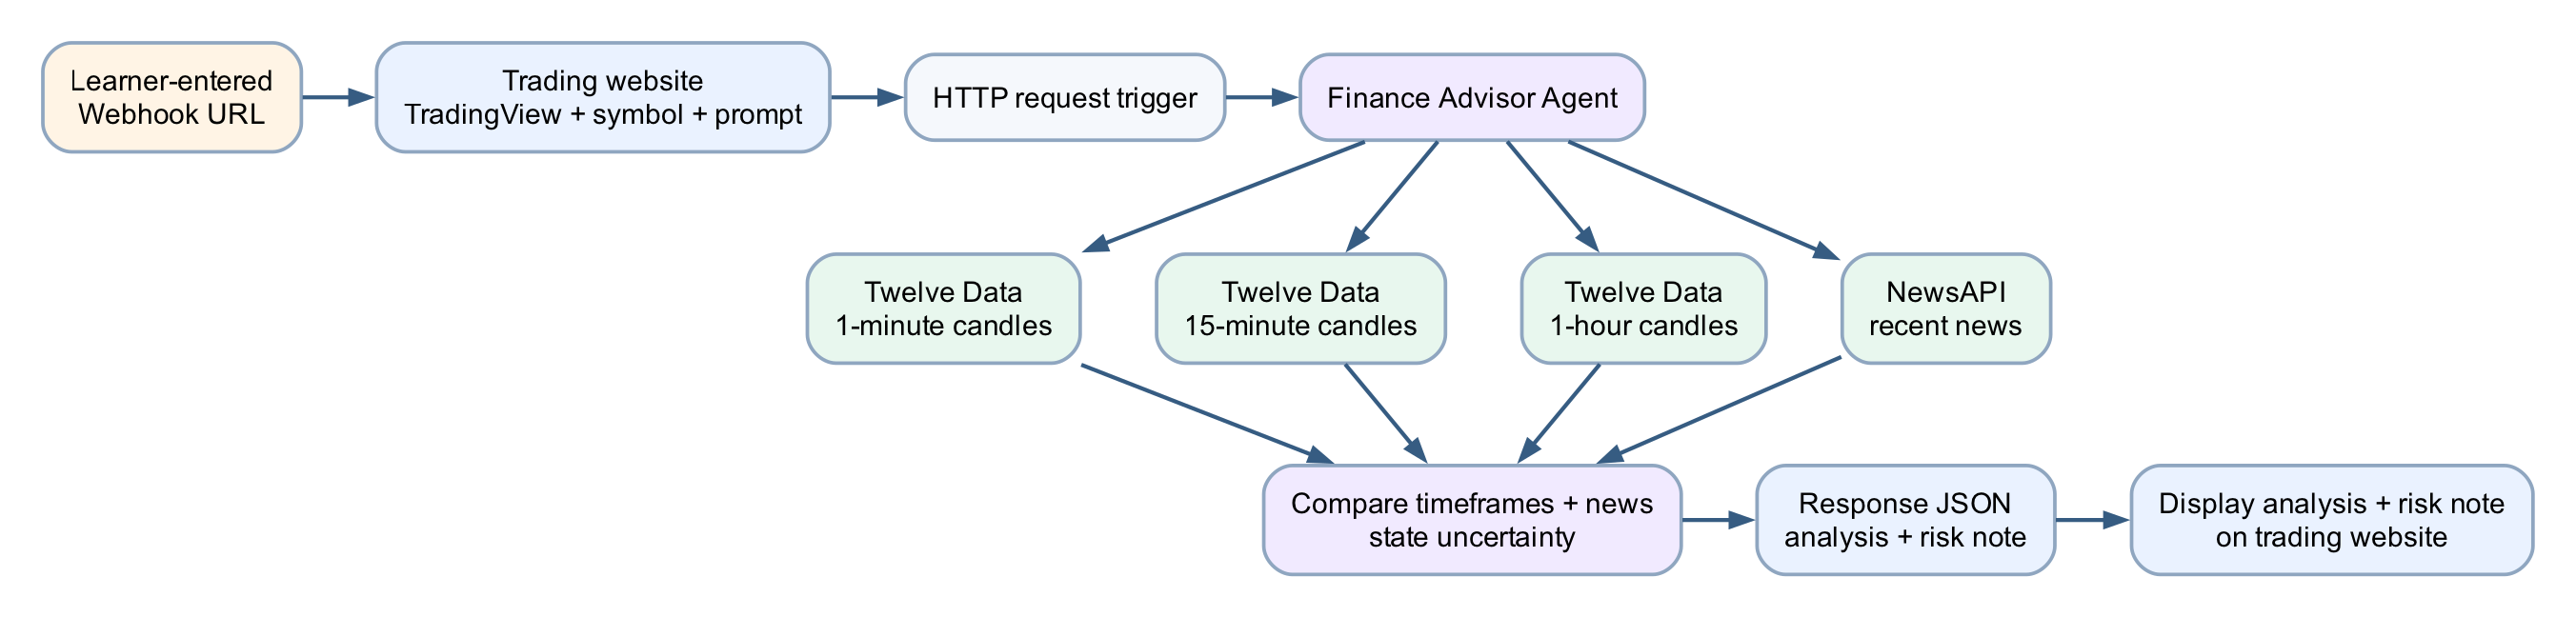 Learner-entered
Webhook URL
Trading website
TradingView + symbol + prompt
HTTP request trigger
Finance Advisor Agent
Twelve Data
1-minute candles
Twelve Data
15-minute candles
Twelve Data
1-hour candles
NewsAPI
recent news
Compare timeframes + news
state uncertainty
Response JSON
analysis + risk note
Display analysis + risk note
on trading website